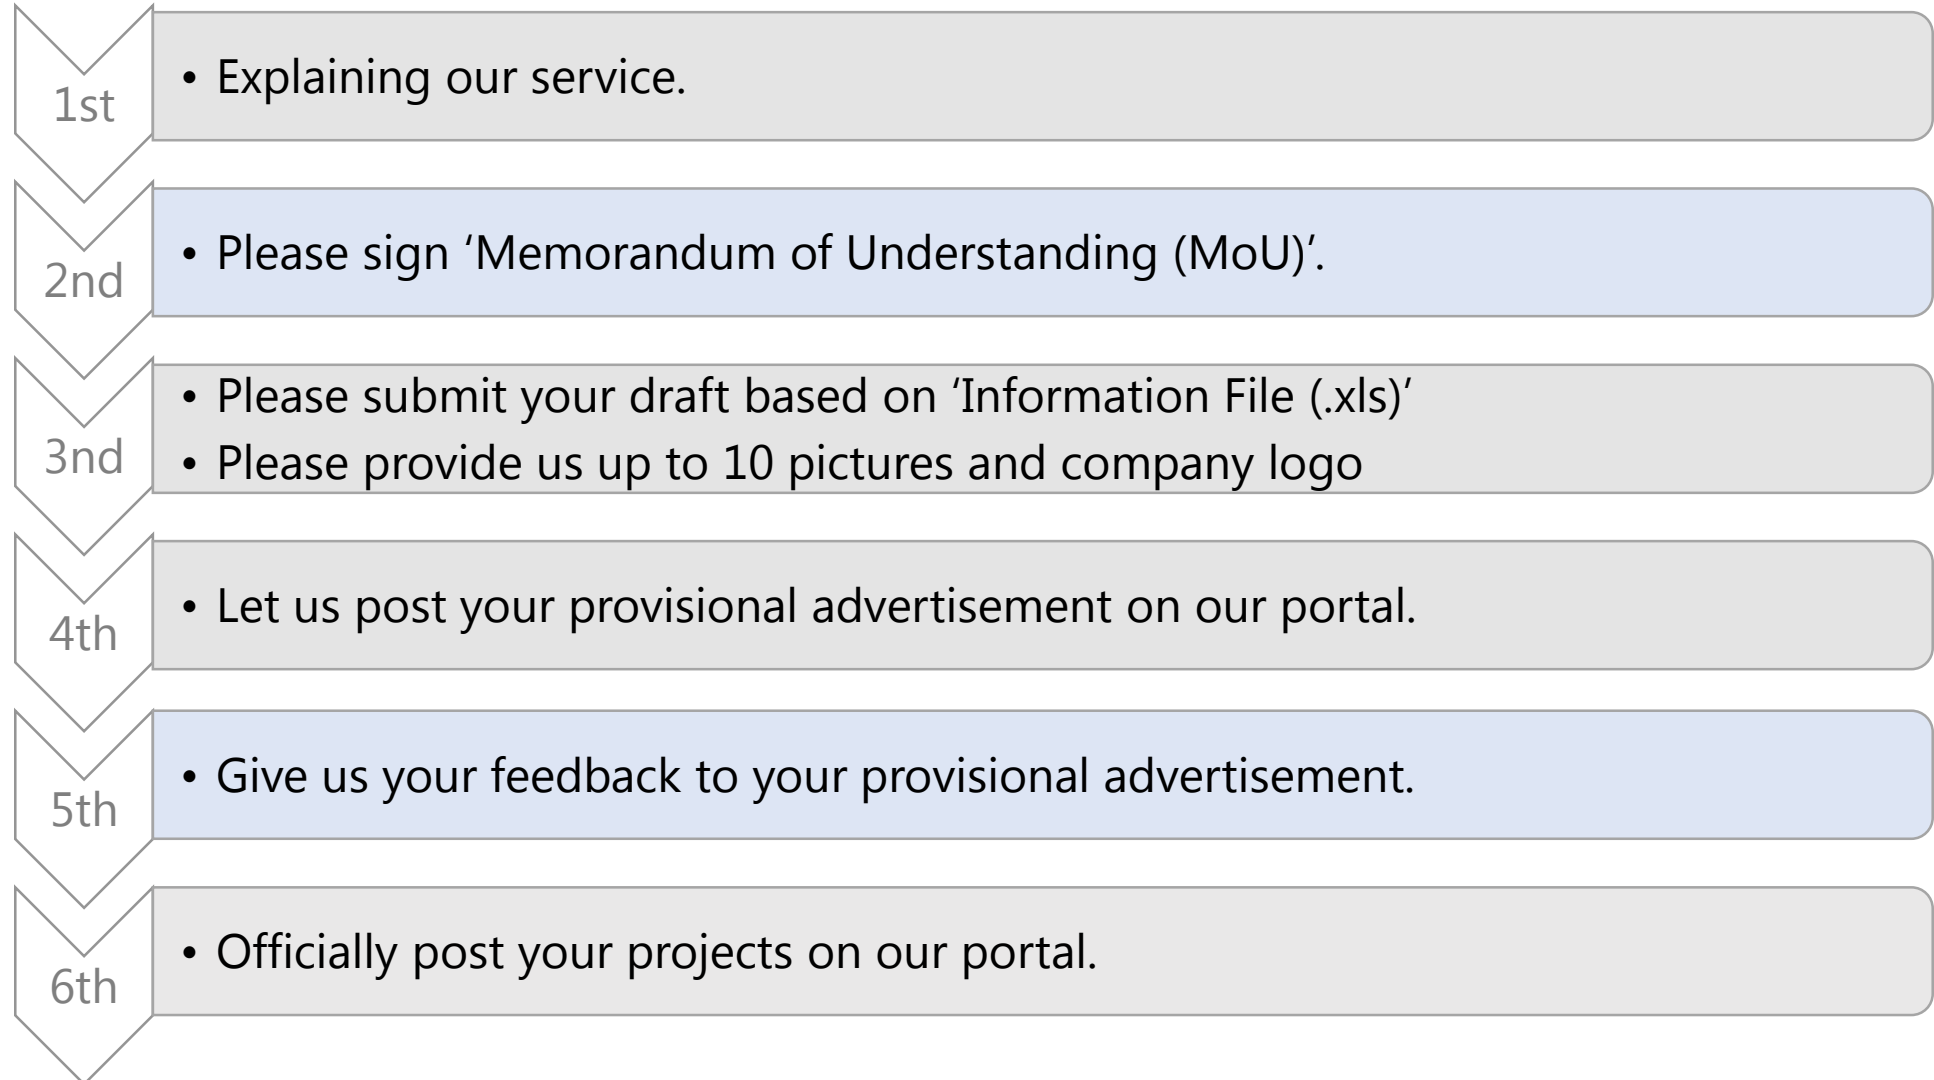 1st
• Explaining our service.
2nd
• Please sign ‘Memorandum of Understanding (MoU)’.
3nd
• Please submit your draft based on ‘Information File (.xls)’
• Please provide us up to 10 pictures and company logo
4th
• Let us post your provisional advertisement on our portal.
5th
• Give us your feedback to your provisional advertisement.
6th
• Officially post your projects on our portal.